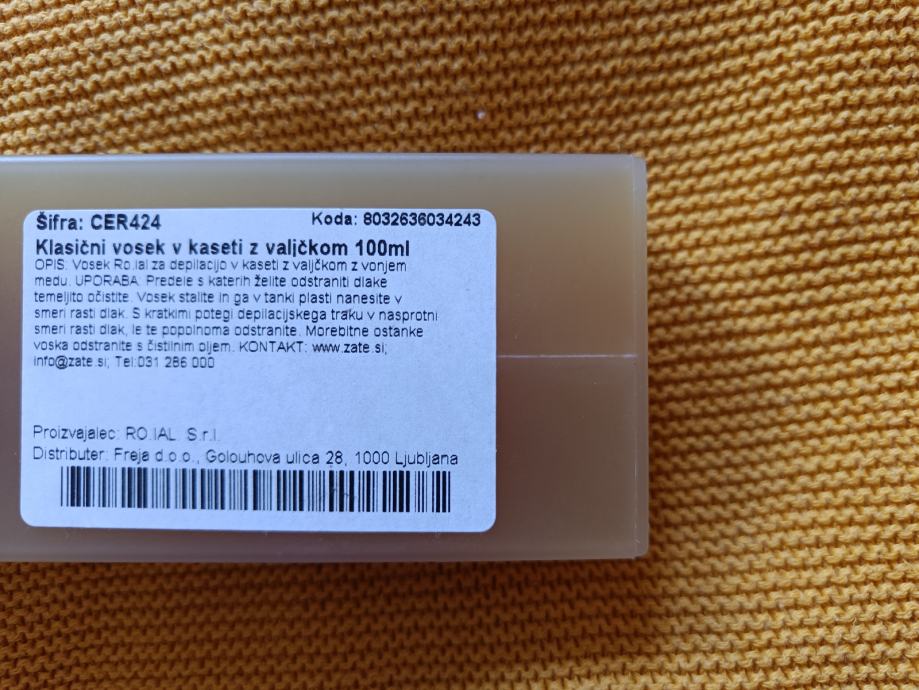 Šifra: CER424 Koda: 8032636034243
Klasični vosek v kaseti z valjčkom 100ml
OPIS: Vosek Ro.ial za depilacijo v kaseti z valjčkom z vonjem
medu. UPORABA: Predele s katerih želite odstraniti dlake
temeljito očistite. Vosek stalite in ga v tanki plasti nanesite v
smeri rasti dlak. S kratkimi potegi depilacijskega traku v nasprotni
smeri rasti dlak, le te popolnoma odstranite. Morebitne ostanke
voska odstranite s čistilnim oljem. KONTAKT: www.zate.si;
info@zate.si; Tel:031 286 000
Proizvajalec: RO.IAL. S.r.l.
Distributer: Freja d.o.o., Golouhova ulica 28, 1000 Ljubljana